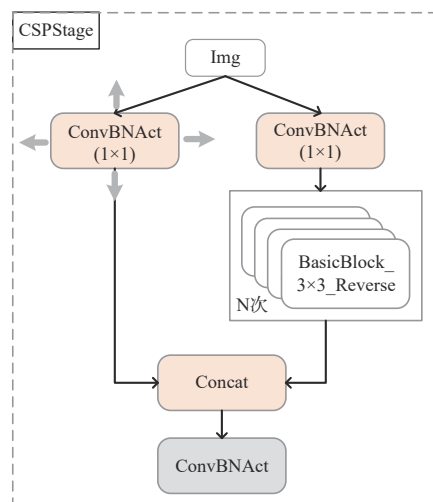 CSPStage
Img
ConvBNAct
(1×1)
ConvBNAct
(1×1)
BasicBlock_
3×3_Reverse
N次
Concat
ConvBNAct